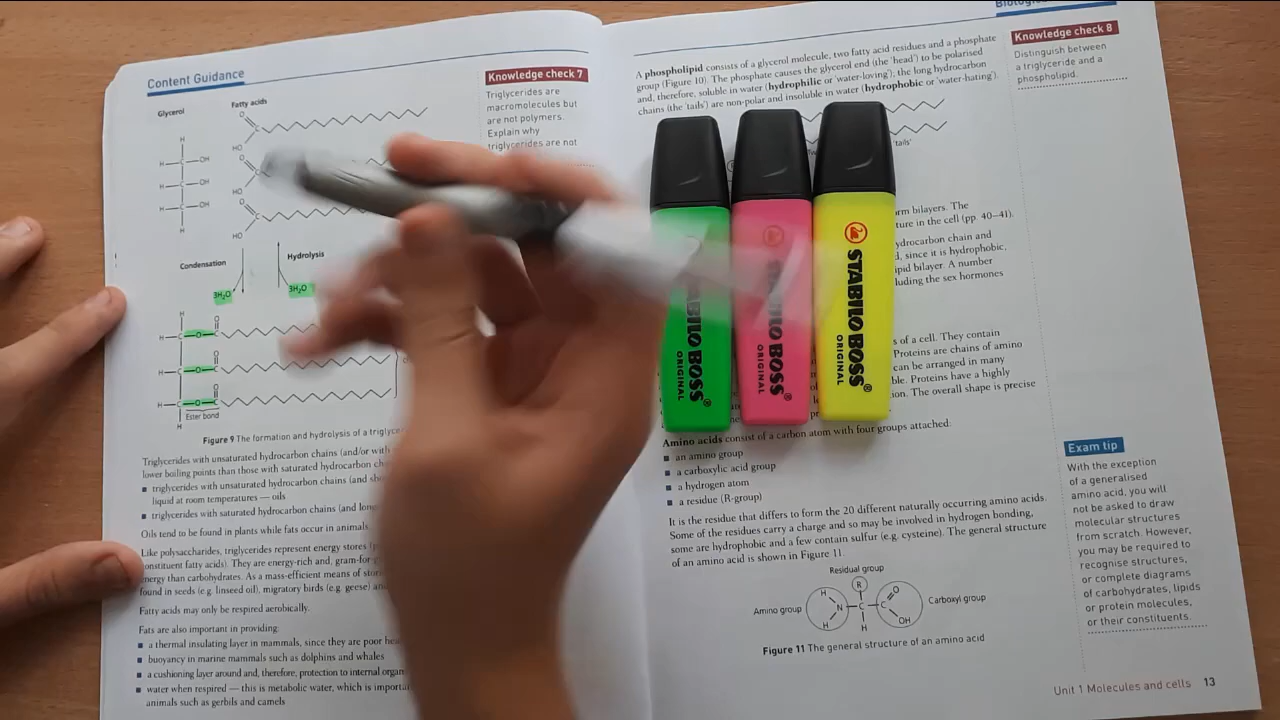 Content Guidance
Glycerol
Fatty acids
O
C
HO
O
C
HO
O
C
HO
H
H
OH
H
OH
H
OH
H
Condensation
Hydrolysis
3H₂O
3H₂O
H
O
H
O
C
O
H
O
C
O
H
O
C
H
Ester bond
Figure 9 The formation and hydrolysis of a
Triglycerides with unsaturated hydrocarbon chains (and/or with
lower boiling points than those with saturated hydrocarbon
triglycerides with unsaturated hydrocarbon chains (and
liquid at room temperatures — oils
triglycerides with saturated hydrocarbon chains (and
Oils tend to be found in plants while fats occur in animals.
Like polysaccharides, triglycerides represent energy stores
constituent fatty acids). They are energy-rich and,
energy than carbohydrates. As a mass-efficient means of
found in seeds (e.g. linseed oil), migratory birds (e.g. geese)
Fatty acids may only be respired aerobically.
Fats are also important in providing:
a thermal insulating layer in mammals, since they are poor
buoyancy in marine mammals such as dolphins and whales
a cushioning layer around and, therefore, protection to internal
water when respired — this is metabolic water, which is
animals such as gerbils and camels
Knowledge check 7
Triglycerides are
macromolecules but
are not polymers.
Explain why
triglycerides are not
A phospholipid consists of a glycerol molecule, two fatty acid residues and a phosphate
group (Figure 10). The phosphate causes the glycerol end (the 'head') to be polarised
and, therefore, soluble in water (hydrophilic or 'water-loving'); the long hydrocarbon
chains (the 'tails') are non-polar and insoluble in water (hydrophobic or 'water-hating').
'tails'
bilayers. The
in the cell (pp. 40–41).
hydrocarbon chain and
since it is hydrophobic,
bilayer. A number
the sex hormones
of a cell. They contain
Proteins are chains of amino
can be arranged in many
Proteins have a highly
The overall shape is precise
STABILO BOSS®
ORIGINAL
STABILO BOSS®
ORIGINAL
STABILO BOSS®
ORIGINAL
Amino acids consist of a carbon atom with four groups attached:
an amino group
a carboxylic acid group
a hydrogen atom
a residue (R-group)
It is the residue that differs to form the 20 different naturally occurring amino acids.
Some of the residues carry a charge and so may be involved in hydrogen bonding,
some are hydrophobic and a few contain sulfur (e.g. cysteine). The general structure
of an amino acid is shown in Figure 11.
Residual group
Amino group
H
N
H
R
C
H
C
O
OH
Carboxyl group
Figure 11 The general structure of an amino acid
Knowledge check 8
Distinguish between
a triglyceride and a
phospholipid.
Exam tip
With the exception
of a generalised
amino acid, you will
not be asked to draw
molecular structures
from scratch. However,
you may be required to
recognise structures,
or complete diagrams
of carbohydrates, lipids
or protein molecules,
or their constituents.
Unit 1 Molecules and cells 13